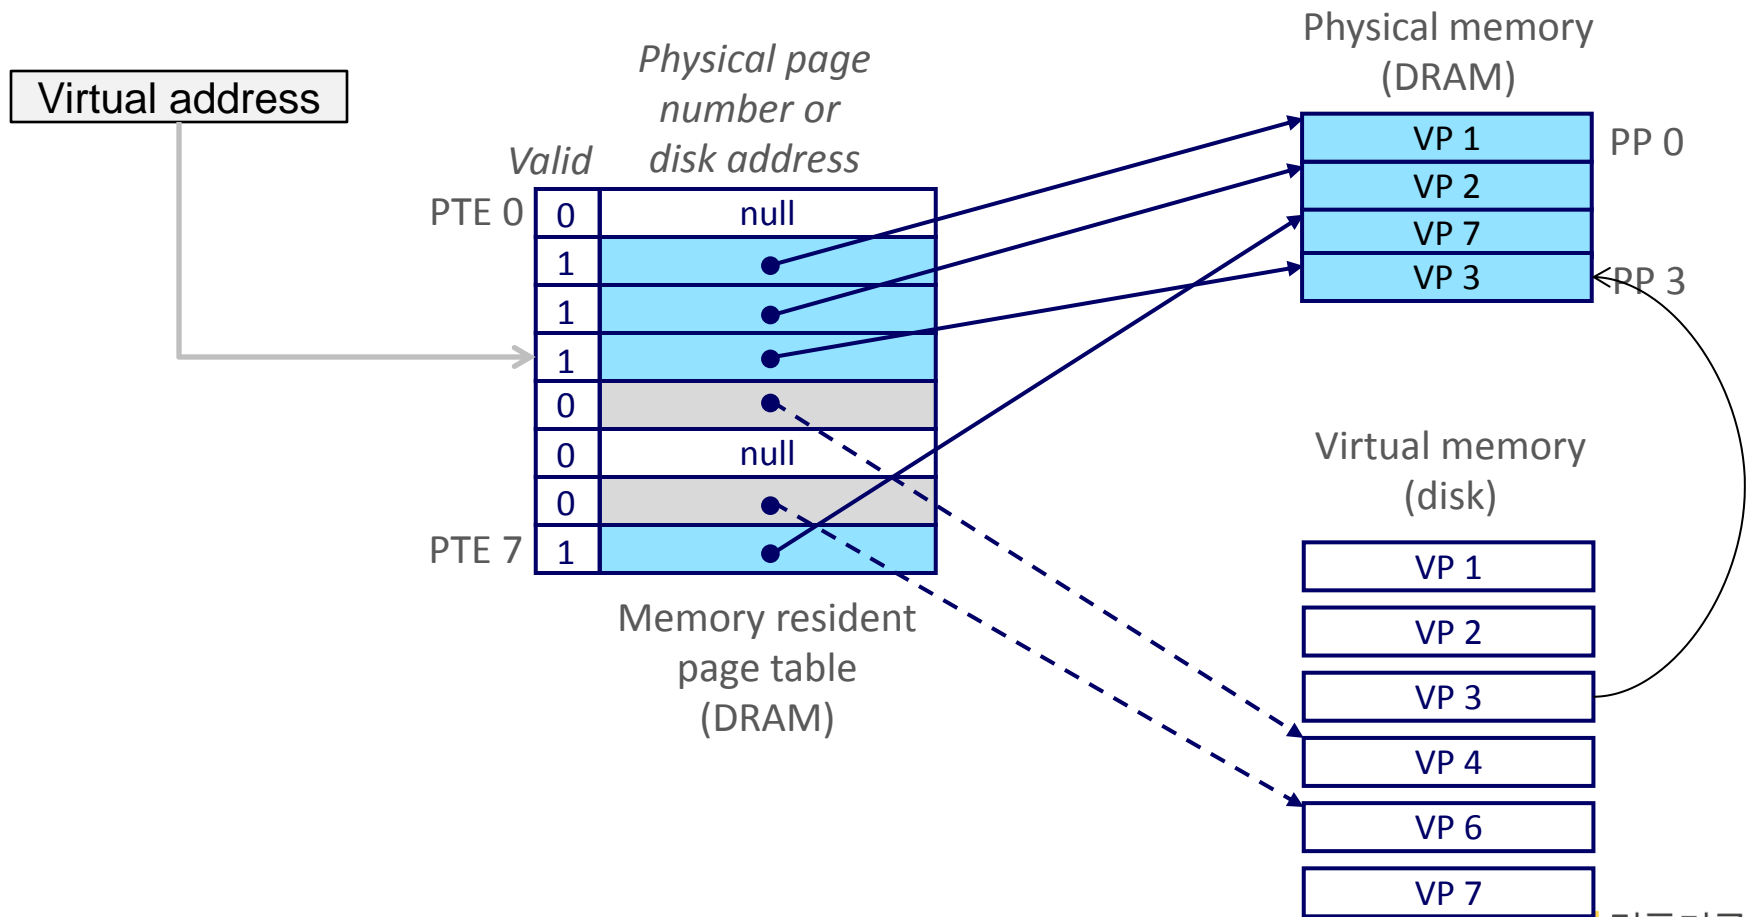 Virtual address
Physical page
number or
disk address
Valid
PTE 0
0
null
1
1
1
0
0
null
0
PTE 7
1
Memory resident
page table
(DRAM)
Physical memory
(DRAM)
VP 1
PP 0
VP 2
VP 7
VP 3
PP 3
Virtual memory
(disk)
VP 1
VP 2
VP 3
VP 4
VP 6
VP 7